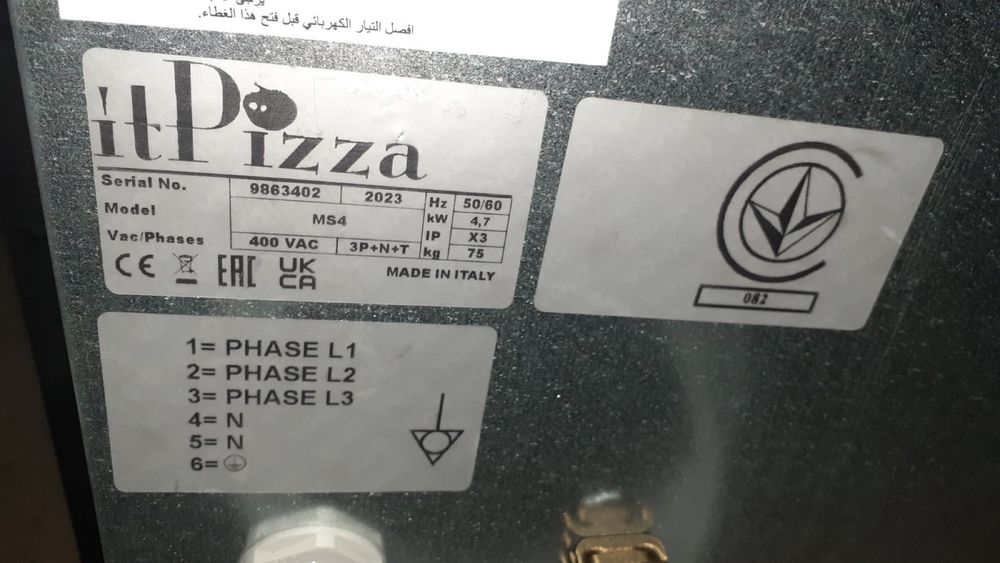 افصل التيار الكهربائي قبل فتح هذا الغطاء.
itPizza
Serial No. 9863402 2023 Hz 50/60
Model MS4 kW 4,7
IP X3
Vac/Phases 400 VAC 3P+N+T kg 75
CE EAC UKCA MADE IN ITALY
082
1= PHASE L1
2= PHASE L2
3= PHASE L3
4= N
5= N
6=